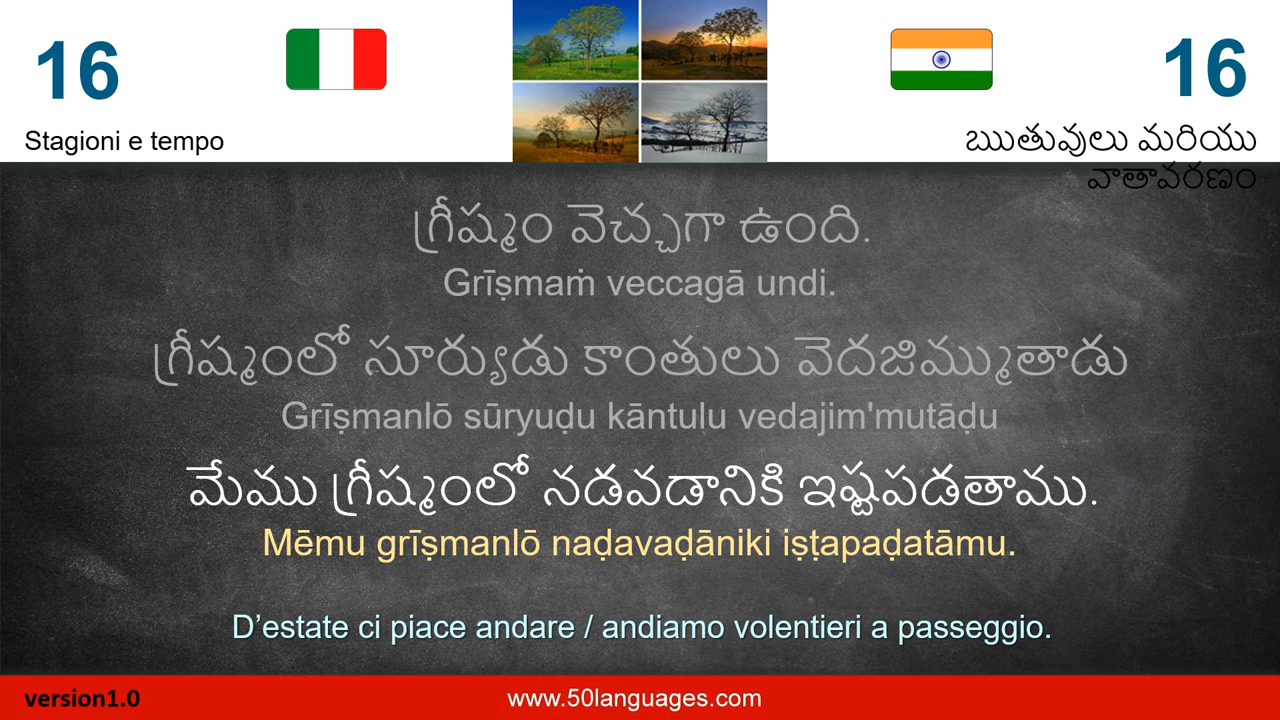 16
16
Stagioni e tempo
ఋతువులు మరియు
వాతావరణం
గ్రీష్మం వెచ్చగా ఉంది.
Grīṣmaṁ veccagā undi.
గ్రీష్మంలో సూర్యుడు కాంతులు వెదజిమ్ముతాడు
Grīṣmanlō sūryuḍu kāntulu vedajim'mutāḍu
మేము గ్రీష్మంలో నడవడానికి ఇష్టపడతాము.
Mēmu grīṣmanlō naḍavaḍāniki iṣṭapaḍatāmu.
D’estate ci piace andare / andiamo volentieri a passeggio.
version1.0
www.50languages.com